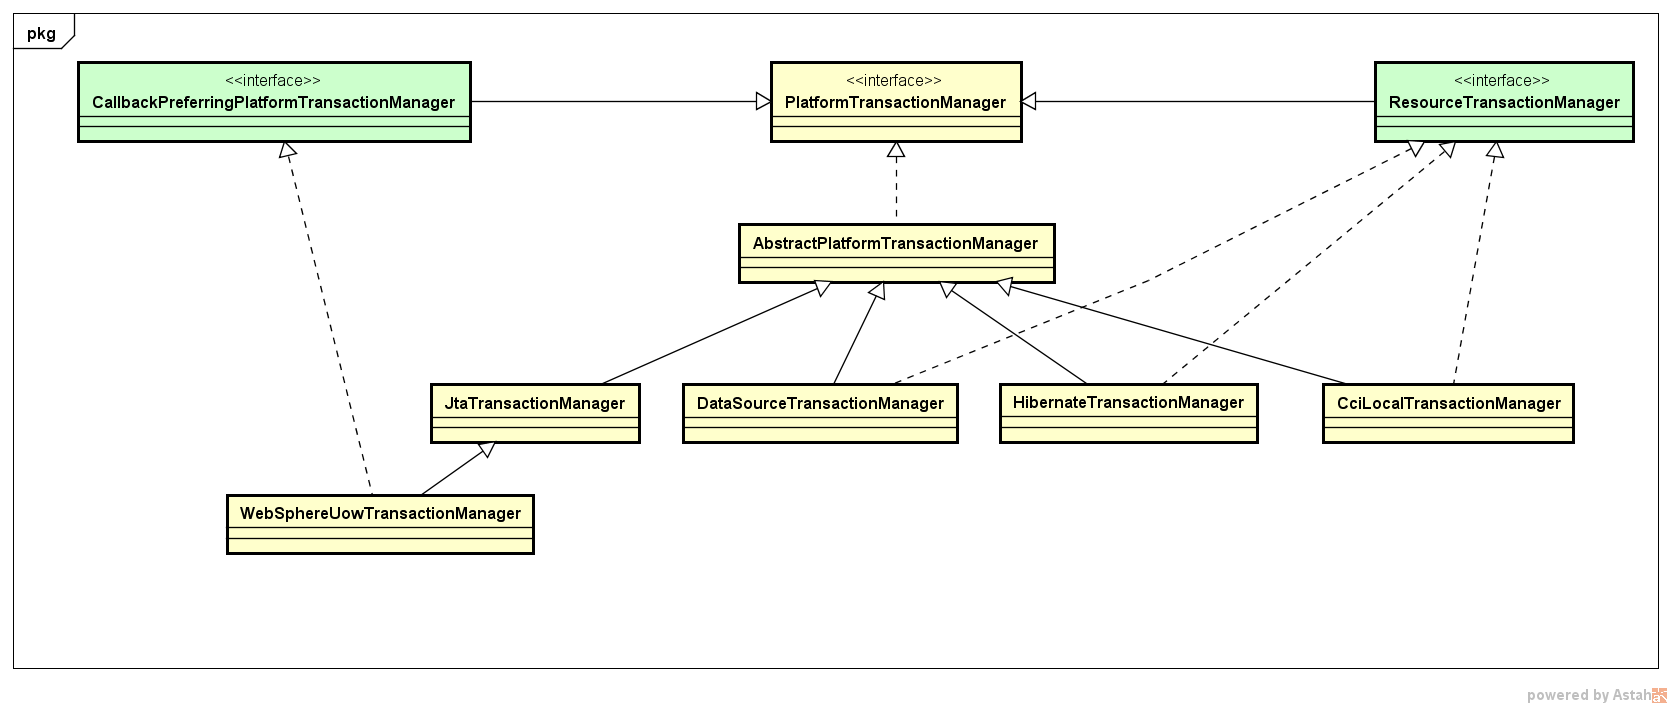 pkg
<<interface>>
CallbackPreferringPlatformTransactionManager
<<interface>>
PlatformTransactionManager
<<interface>>
ResourceTransactionManager
AbstractPlatformTransactionManager
JtaTransactionManager
DataSourceTransactionManager
HibernateTransactionManager
CciLocalTransactionManager
WebSphereUowTransactionManager
powered by Astah